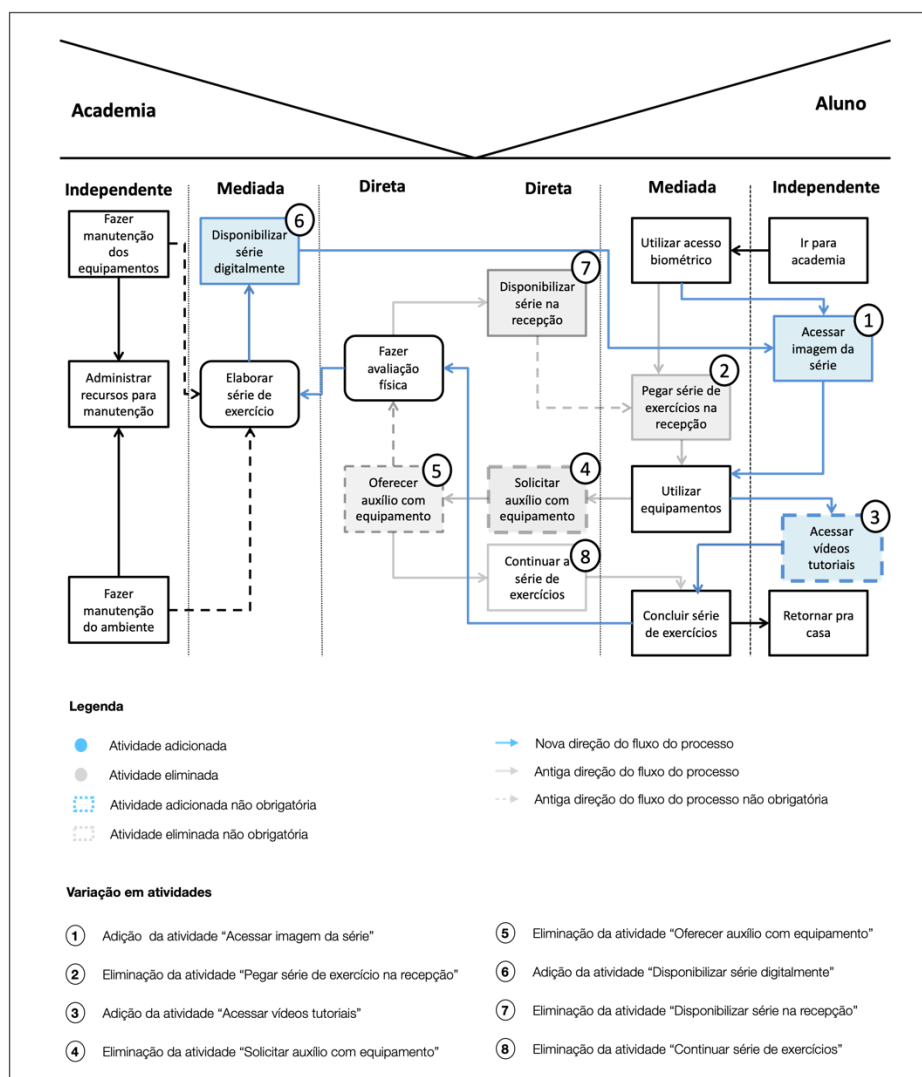 Academia
Aluno
Independente
Mediada
Direta
Direta
Mediada
Independente
Fazer
manutenção
dos
equipamentos
Disponibilizar
série
digitalmente
6
Utilizar acesso
biométrico
Ir para
academia
7
Disponibilizar
série na
recepção
1
Acessar
imagem da
série
Administrar
recursos para
manutenção
Elaborar
série de
exercício
Fazer
avaliação
física
2
Pegar série de
exercícios na
recepção
5
Oferecer
auxílio com
equipamento
4
Solicitar
auxílio com
equipamento
Utilizar
equipamentos
3
Acessar
vídeos
tutoriais
8
Continuar a
série de
exercícios
Fazer
manutenção
do ambiente
Concluir série
de exercícios
Retornar pra
casa
Legenda
Atividade adicionada
Atividade eliminada
Atividade adicionada não obrigatória
Atividade eliminada não obrigatória
Nova direção do fluxo do processo
Antiga direção do fluxo do processo
Antiga direção do fluxo do processo não obrigatória
Variação em atividades
1 Adição da atividade “Acessar imagem da série”
2 Eliminação da atividade “Pegar série de exercício na recepção”
3 Adição da atividade “Acessar vídeos tutoriais”
4 Eliminação da atividade “Solicitar auxílio com equipamento”
5 Eliminação da atividade “Oferecer auxílio com equipamento”
6 Adição da atividade “Disponibilizar série digitalmente”
7 Eliminação da atividade “Disponibilizar série na recepção”
8 Eliminação da atividade “Continuar série de exercícios”